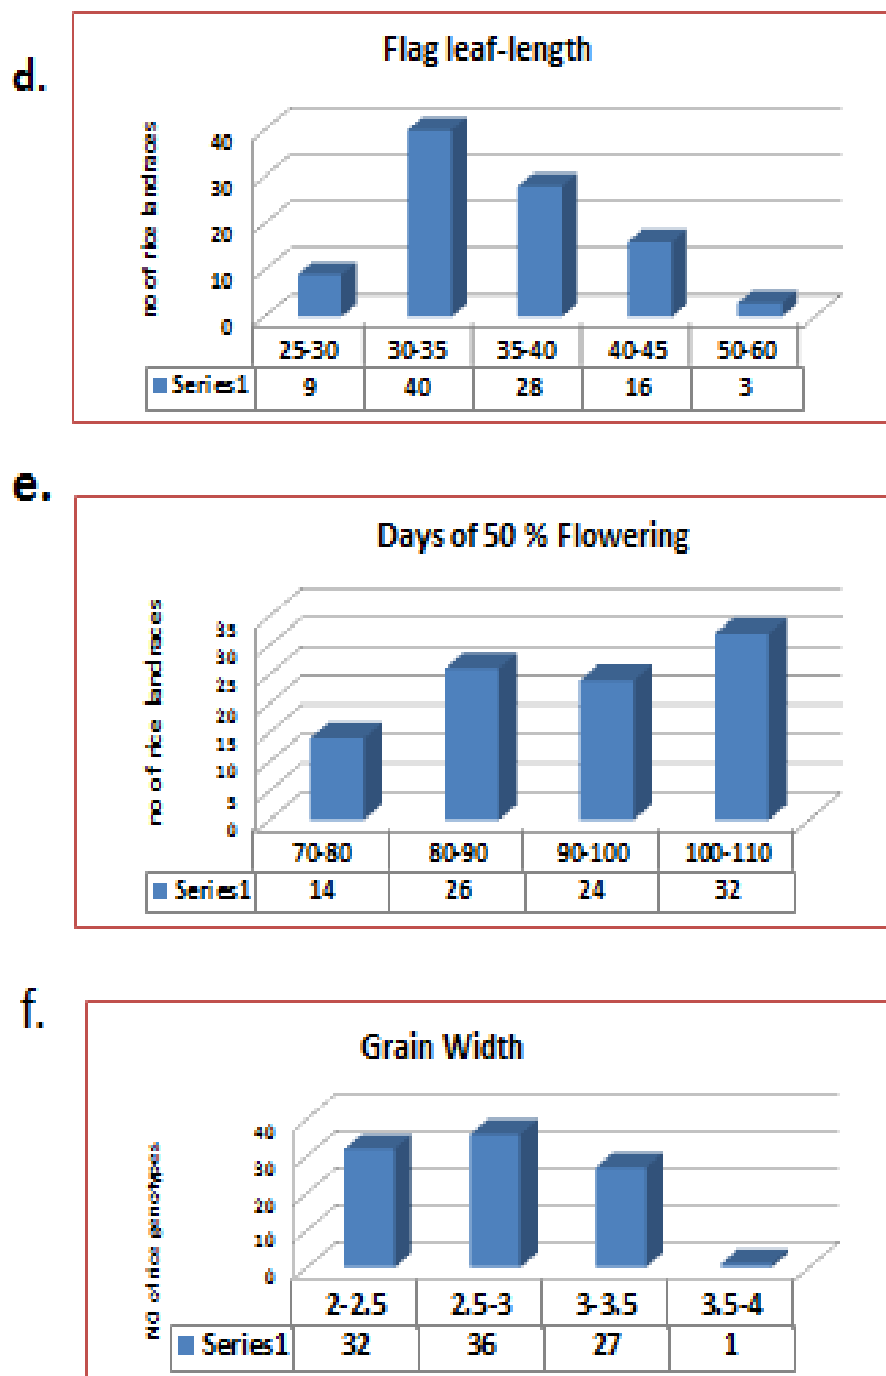 d.
Flag leaf-length
no of rice landraces
40
30
20
10
0
25-30 30-35 35-40 40-45 50-60
Series1 9 40 28 16 3
e.
Days of 50 % Flowering
no of rice landraces
35
30
25
20
15
10
5
0
70-80 80-90 90-100 100-110
Series1 14 26 24 32
f.
Grain Width
NO of rice genotypes
40
30
20
10
0
2-2.5 2.5-3 3-3.5 3.5-4
Series1 32 36 27 1